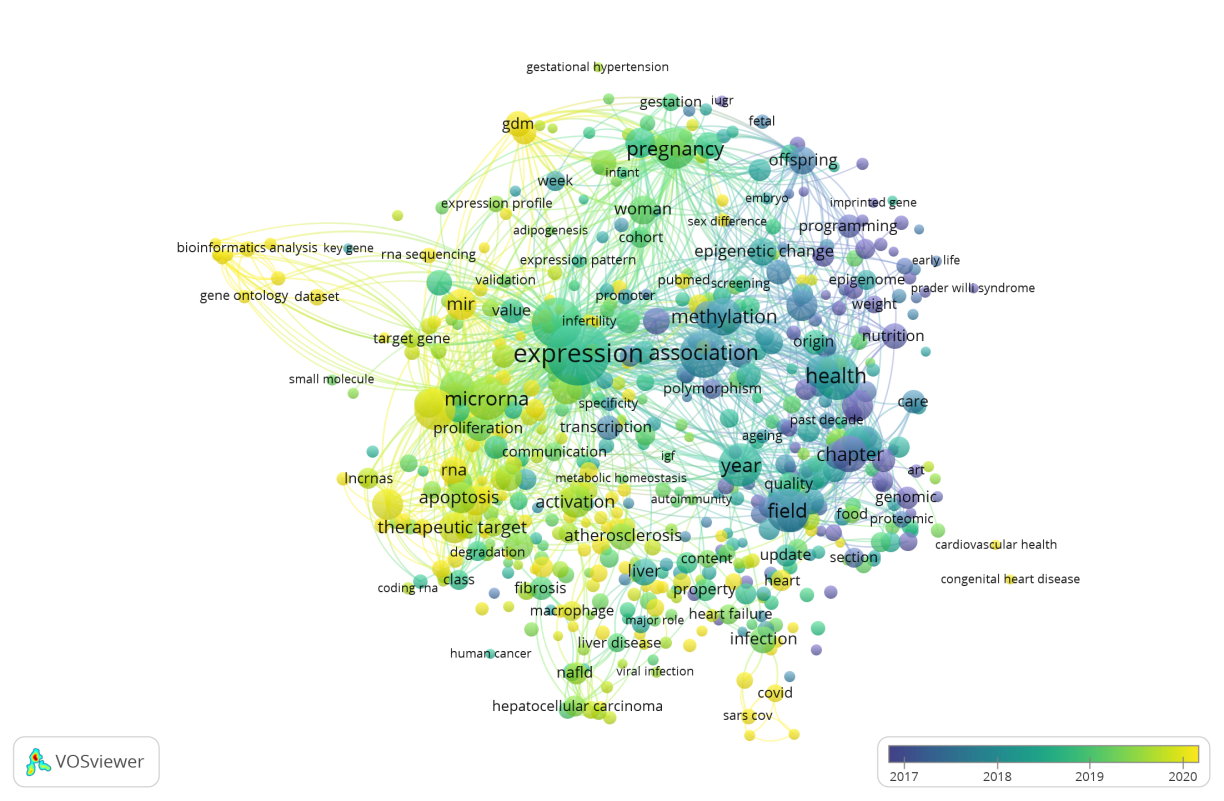 gestational hypertension
gestation
iugr
gdm
fetal
pregnancy
offspring
infant
week
embryo
expression profile
woman
imprinted gene
sex difference
programming
adipogenesis
cohort
bioinformatics analysis
key gene
rna sequencing
epigenetic change
expression pattern
early life
validation
pubmed
screening
epigenome
prader willi syndrome
gene ontology
dataset
promoter
mir
value
weight
infertility
methylation
target gene
origin
nutrition
expression
association
small molecule
health
polymorphism
microrna
specificity
care
past decade
proliferation
transcription
ageing
communication
igf
chapter
year
rna
art
lncrnas
metabolic homeostasis
quality
apoptosis
activation
autoimmunity
genomic
field
food
proteomic
therapeutic target
atherosclerosis
cardiovascular health
degradation
content
update
section
liver
class
heart
congenital heart disease
coding rna
fibrosis
property
macrophage
major role
heart failure
liver disease
infection
human cancer
nafld
viral infection
covid
hepatocellular carcinoma
sars cov
VOSviewer
2017
2018
2019
2020